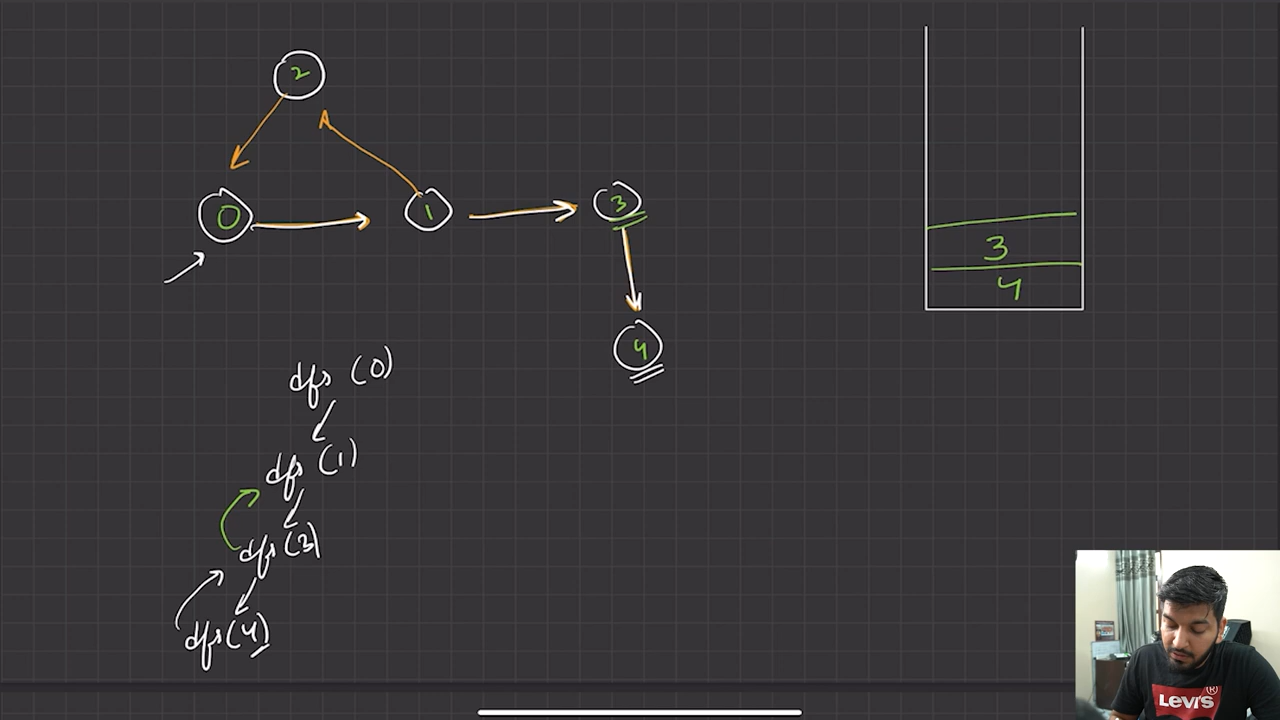 2
A
0
1
3
3
4
4
dfs (0)
dfs (1)
dfs (3)
dfs (4)
LEVI'S®